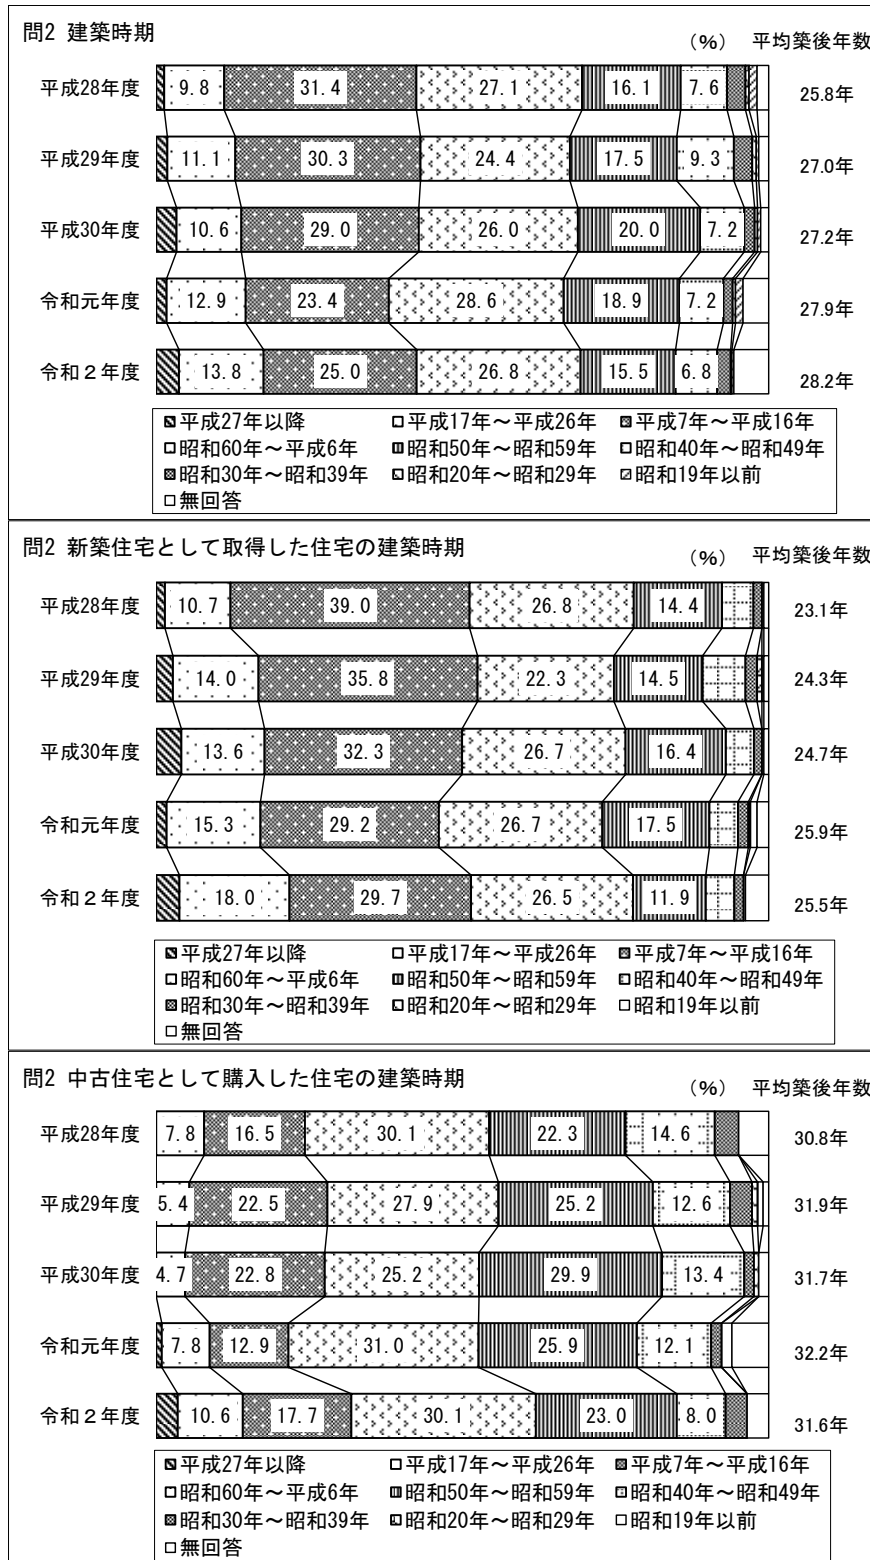 問2 建築時期
（%） 平均築後年数
平成28年度 9.8 31.4 27.1 16.1 7.6 25.8年
平成29年度 11.1 30.3 24.4 17.5 9.3 27.0年
平成30年度 10.6 29.0 26.0 20.0 7.2 27.2年
令和元年度 12.9 23.4 28.6 18.9 7.2 27.9年
令和２年度 13.8 25.0 26.8 15.5 6.8 28.2年
平成27年以降 平成17年～平成26年 平成7年～平成16年
昭和60年～平成6年 昭和50年～昭和59年 昭和40年～昭和49年
昭和30年～昭和39年 昭和20年～昭和29年 昭和19年以前
無回答
問2 新築住宅として取得した住宅の建築時期
（%） 平均築後年数
平成28年度 10.7 39.0 26.8 14.4 23.1年
平成29年度 14.0 35.8 22.3 14.5 24.3年
平成30年度 13.6 32.3 26.7 16.4 24.7年
令和元年度 15.3 29.2 26.7 17.5 25.9年
令和２年度 18.0 29.7 26.5 11.9 25.5年
平成27年以降 平成17年～平成26年 平成7年～平成16年
昭和60年～平成6年 昭和50年～昭和59年 昭和40年～昭和49年
昭和30年～昭和39年 昭和20年～昭和29年 昭和19年以前
無回答
問2 中古住宅として購入した住宅の建築時期
（%） 平均築後年数
平成28年度 7.8 16.5 30.1 22.3 14.6 30.8年
平成29年度 5.4 22.5 27.9 25.2 12.6 31.9年
平成30年度 4.7 22.8 25.2 29.9 13.4 31.7年
令和元年度 7.8 12.9 31.0 25.9 12.1 32.2年
令和２年度 10.6 17.7 30.1 23.0 8.0 31.6年
平成27年以降 平成17年～平成26年 平成7年～平成16年
昭和60年～平成6年 昭和50年～昭和59年 昭和40年～昭和49年
昭和30年～昭和39年 昭和20年～昭和29年 昭和19年以前
無回答